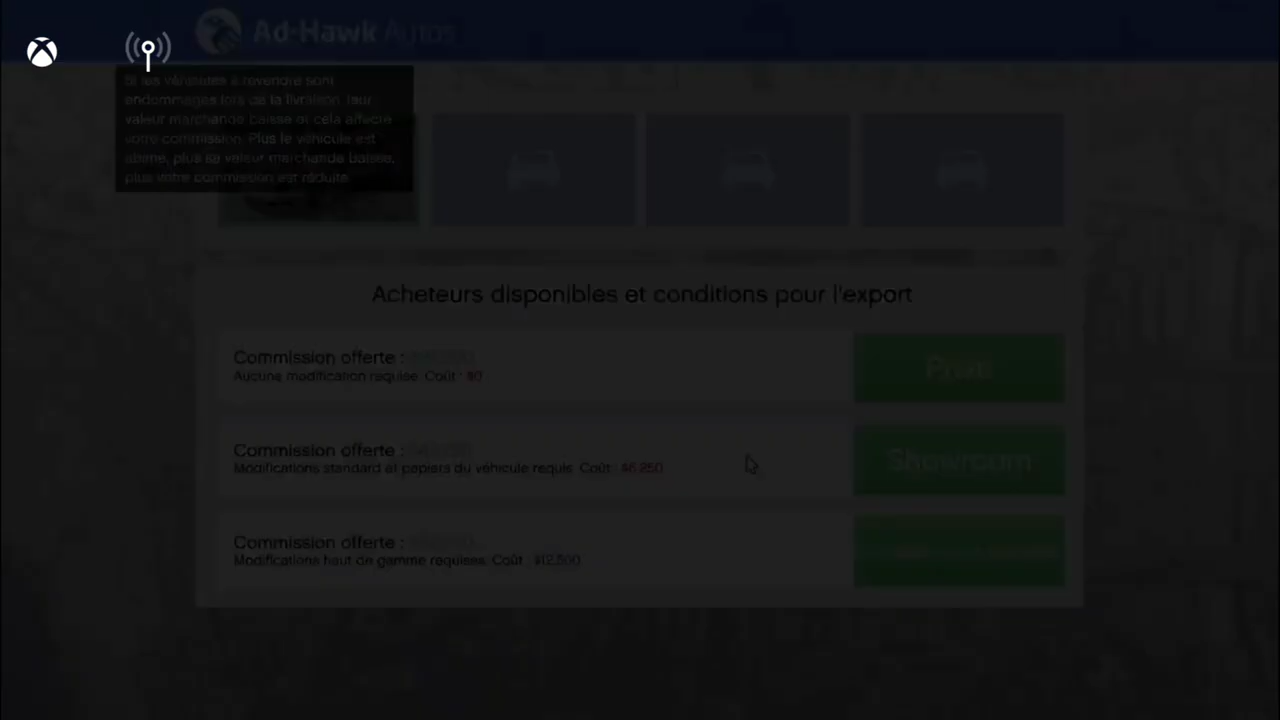 Ad-Hawk Autos
Si les véhicules à revendre sont
endommagés lors de la livraison, leur
valeur marchande baisse et cela affecte
votre commission. Plus le véhicule est
abîmé, plus sa valeur marchande baisse,
plus votre commission est réduite.
Acheteurs disponibles et conditions pour l'export
Commission offerte :
Aucune modification requise. Coût : $0
Privé
Commission offerte :
Modifications standard et papiers du véhicule requis. Coût : $6,250
Showroom
Commission offerte :
Modifications haut de gamme requises. Coût : $12,500